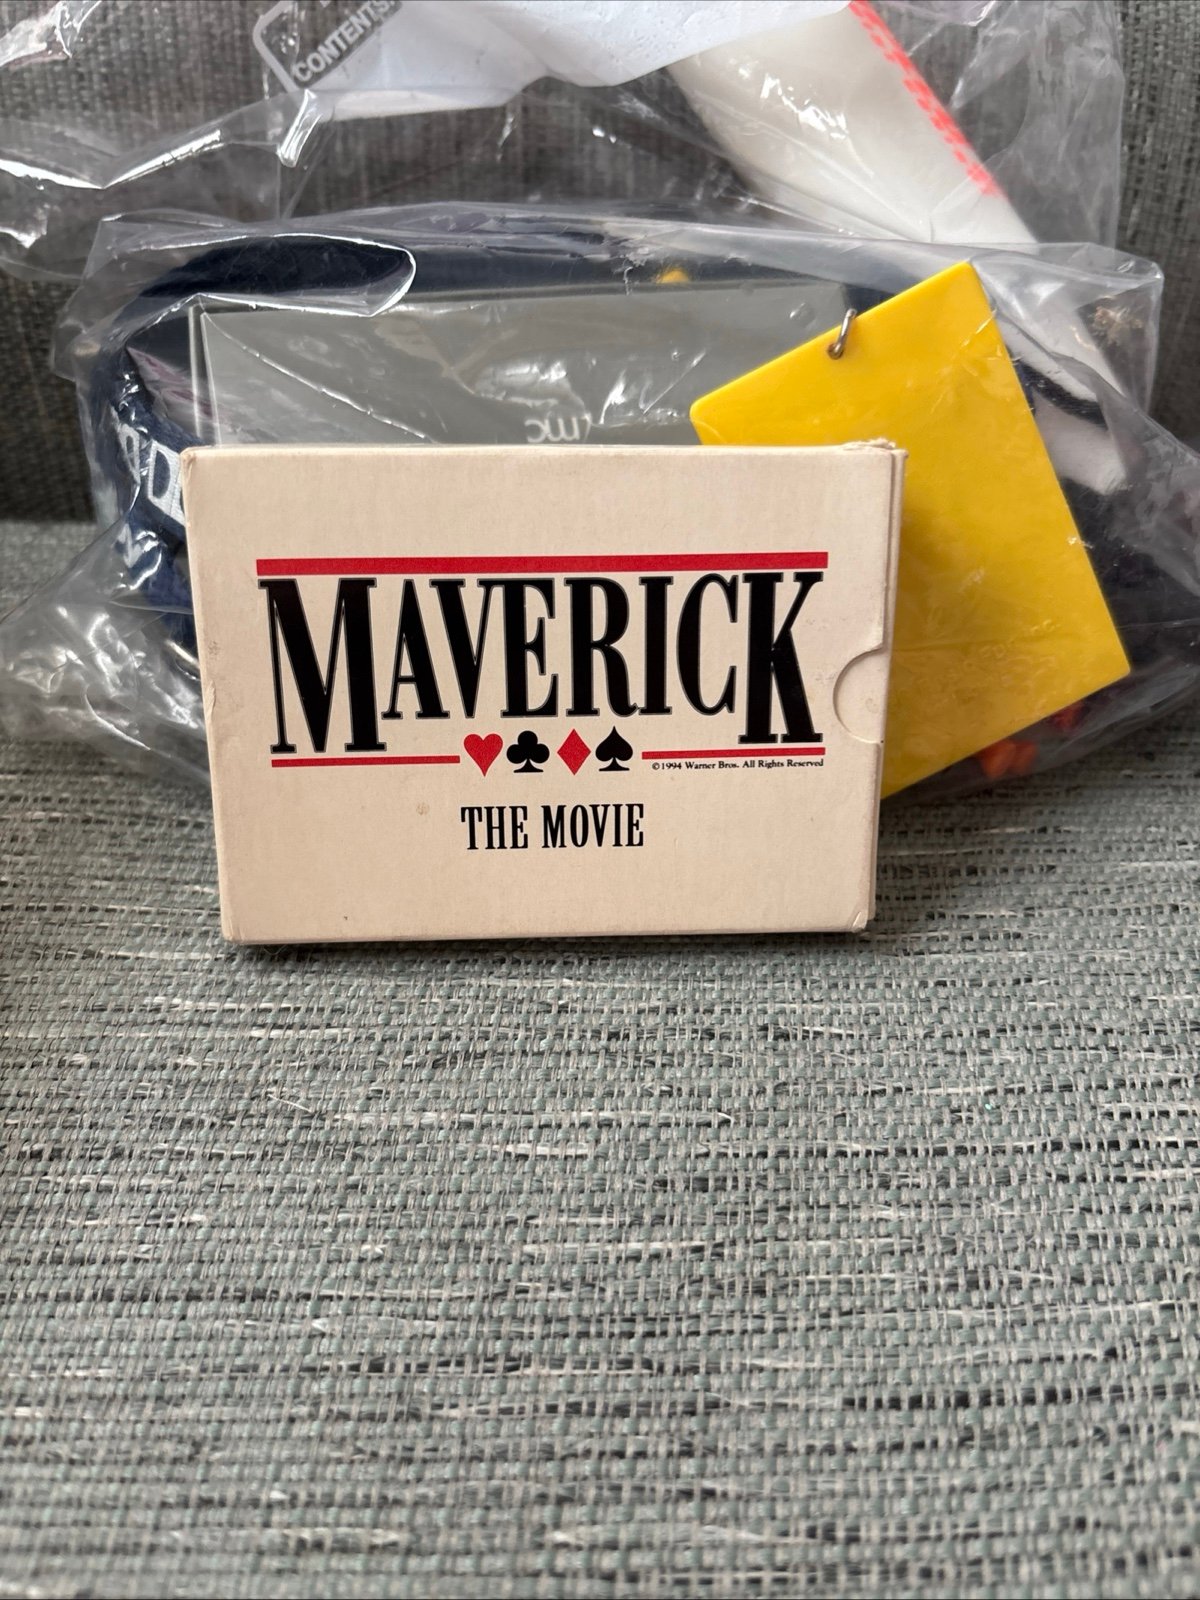 CONTENTS
MAVERICK
©1994 Warner Bros. All Rights Reserved
THE MOVIE